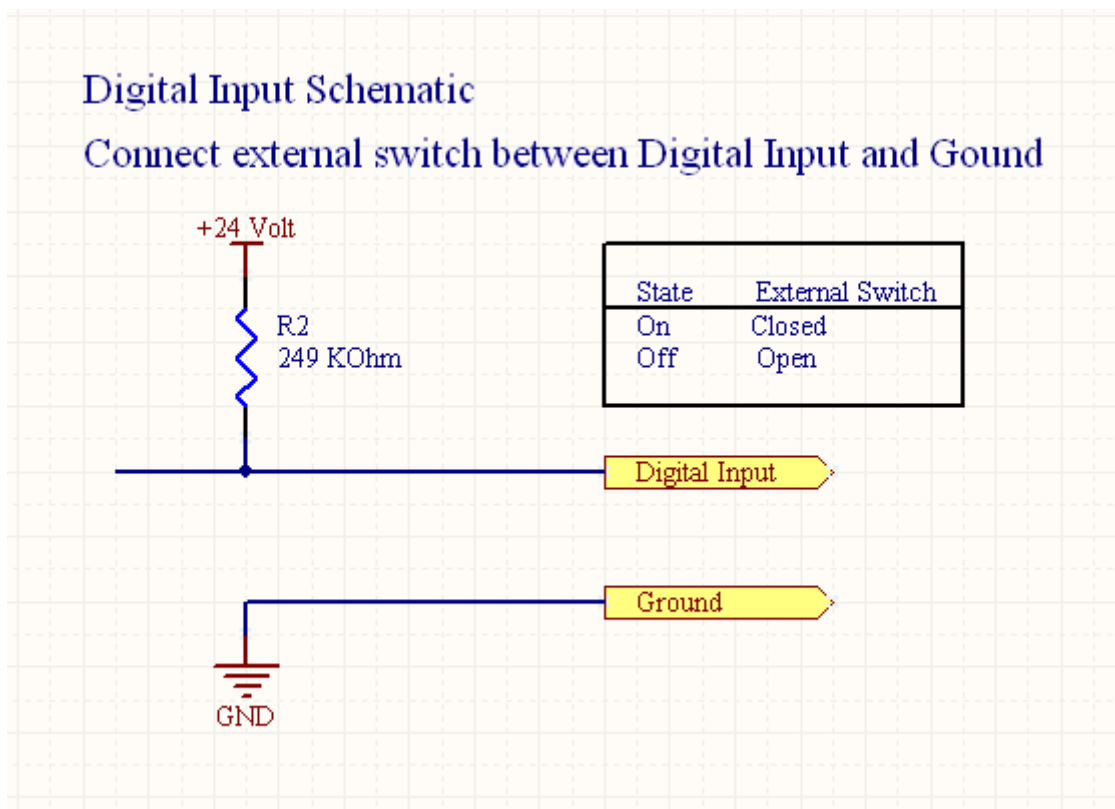 Digital Input Schematic
Connect external switch between Digital Input and Gound
+24 Volt
R2
249 KOhm
State External Switch
On Closed
Off Open
Digital Input
Ground
GND